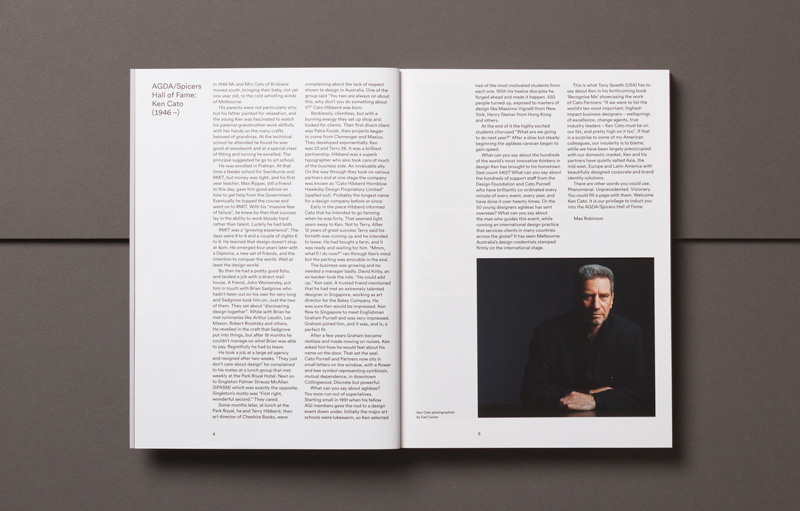 AGDA/Spicers
Hall of Fame:
Ken Cato
(1946 –)
In 1946 Mr and Mrs Cato of Brisbane
moved south, bringing their baby, not yet
one year old, to the cold whistling winds
of Melbourne.
His parents were not particularly arty,
but his father painted for relaxation, and
the young Ken was fascinated to watch
his paternal grandmother work skilfully
with her hands on the many crafts
beloved of grandmas. At the technical
school he attended he found he was
good at woodwork and at a special class
of fitting and turning he excelled. The
principal suggested he go to art school.
He was enrolled in Prahran. At that
time a feeder school for Swinburne and
RMIT, but money was tight, and his first
year teacher, Max Ripper, still a friend
to this day, gave him good advice on
how to get help from the Government.
Eventually he topped the course and
went on to RMIT. With his "massive fear
of failure", he knew by then that success
lay in the ability to work bloody hard
rather than talent. Luckily he had both.
RMIT was a "growing experience". The
days were 9 to 4 and a couple of nights 6
to 9. He learned that design doesn't stop
at 4pm. He emerged four years later with
a Diploma, a new set of friends, and the
intention to conquer the world. Well at
least the design world.
By then he had a pretty good folio,
and landed a job with a direct mail
house. A friend, John Womersley, put
him in touch with Brian Sadgrove who
hadn't been out on his own for very long
and Sadgrove took him on. Just the two
of them. They set about "discovering
design together". While with Brian he
met luminaries like Arthur Leydin, Les
Mason, Robert Rosetzky and others.
He revelled in the craft that Sadgrove
put into things, but after 18 months he
couldn't manage on what Brian was able
to pay. Regretfully he had to leave.
He took a job at a large ad agency
and resigned after two weeks. "They just
don't care about design" he complained
to his mates at a lunch group that met
weekly at the Park Royal Hotel. Next on
to Singleton Palmer Strauss McAllan
(SPASM) which was exactly the opposite.
Singleton's motto was "First right,
wonderful second." They cared.
Some months later, at lunch at the
Park Royal, he and Terry Hibberd, then
art director of Cheshire Books, were
4
complaining about the lack of respect
shown to design in Australia. One of the
group said "You two are always on about
this, why don't you do something about
it?" Cato Hibberd was born.
Recklessly, clientless, but with a
burning energy they set up shop and
looked for clients. Their first direct client
was Patra Foods, then projects began
to come from Clemenger and Masius.
They developed exponentially. Ken
was 23 and Terry 28. It was a brilliant
partnership. Hibberd was a superb
typographer who also took care of much
of the business side. An invaluable ally.
On the way through they took on various
partners and at one stage the company
was known as "Cato Hibberd Hornblow
Hawksby Design Proprietary Limited"
(spelled out). Probably the longest name
for a design company before or since.
Early in the piece Hibberd informed
Cato that he intended to go farming
when he was forty. That seemed light
years away to Ken. Not to Terry. After
12 years of great success Terry said his
fortieth was coming up and he intended
to leave. He had bought a farm, and it
was ready and waiting for him. "Mmm,
what'll I do now?" ran through Ken's mind
but the parting was amicable in the end.
The business was growing and he
needed a manager badly. David Kirby, an
ex banker took the role. "He could add
up," Ken said. A trusted friend mentioned
that he had met an extremely talented
designer in Singapore, working as art
director for the Batey Company. He
was sure Ken would be impressed. Ken
flew to Singapore to meet Englishman
Graham Purnell and was very impressed.
Graham joined him, and it was, and is, a
perfect fit.
After a few years Graham became
restless and made moving on noises. Ken
asked him how he would feel about his
name on the door. That set the seal.
Cato Purnell and Partners now sits in
small letters on the window, with a flower
and bee symbol representing symbiosis,
mutual dependence, in downtown
Collingwood. Discrete but powerful.
What can you say about eggleye?
You soon run out of superlatives.
Starting small in 1991 when his fellow
AGI members gave the nod to a design
event down under. Initially the major art
schools were lukewarm, so Ken selected
two of the most motivated students from
each one. With his twelve disciples he
forged ahead and made it happen. 550
people turned up, exposed to masters of
design like Massimo Vignelli from New
York, Henry Steiner from Hong Kong
and others.
At the end of it the highly excited
students chorused "What are we going
to do next year?" After a slow but steady
beginning the agideas caravan began to
gain speed.
What can you say about the hundreds
of the world's most innovative thinkers in
design Ken has brought to his hometown
(last count 540)? What can you say about
the hundreds of support staff from the
Design Foundation and Cato Purnell
who have brilliantly co-ordinated every
minute of every event, every year, and
have done it over twenty times. Or the
50 young designers agideas has sent
overseas? What can you say about
the man who guides this event, while
running an international design practice
that services clients in many countries
across the globe? It has seen Melbourne
Australia's design credentials stamped
firmly on the international stage.
This is what Tony Spaeth (USA) has to
say about Ken in his forthcoming book
'Recognise Me' showcasing the work
of Cato Partners: "If we were to list the
world's ten most important, highest-
impact business designers – wellsprings
of excellence, change agents, true
industry leaders – Ken Cato must be on
our list, and pretty high on it too". If that
is a surprise to some of my American
colleagues, our insularity is to blame;
while we have been largely preoccupied
with our domestic market, Ken and his
partners have quietly salted Asia, the
mid-east, Europe and Latin America with
beautifully designed corporate and brand
identity solutions.
There are other words you could use.
Phenomenal. Unprecedented. Visionary.
You could fill a page with them. Welcome
Ken Cato. It is our privilege to induct you
into the AGDA/Spicers Hall of Fame.
Max Robinson
Ken Cato photographed
by Earl Carter
5